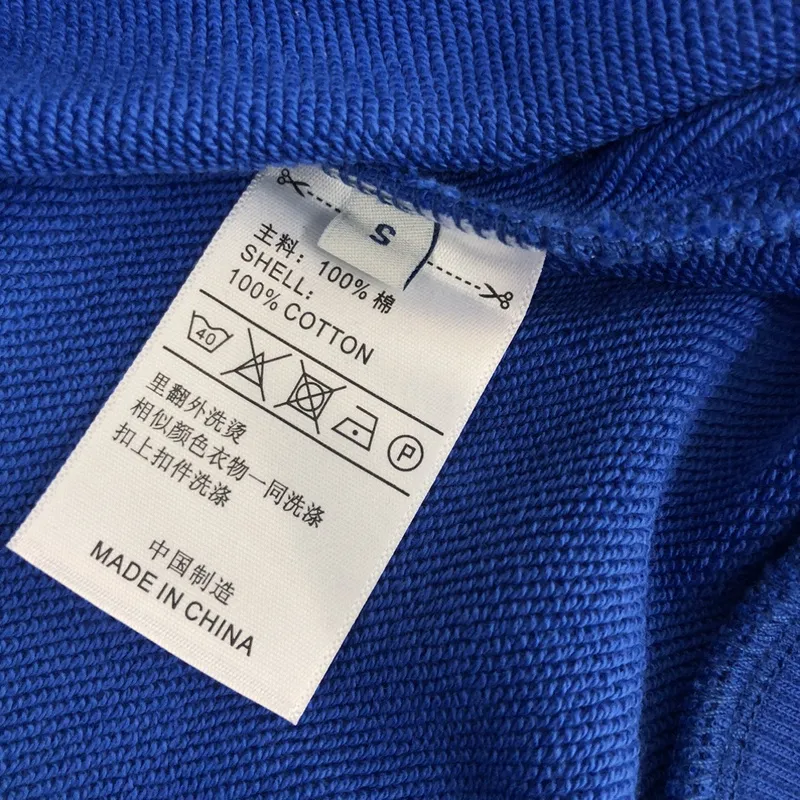 S
主料：100% 棉
SHELL:
100% COTTON
40
P
里翻外洗烫
相似颜色衣物一同洗涤
扣上扣件洗涤
中国制造
MADE IN CHINA